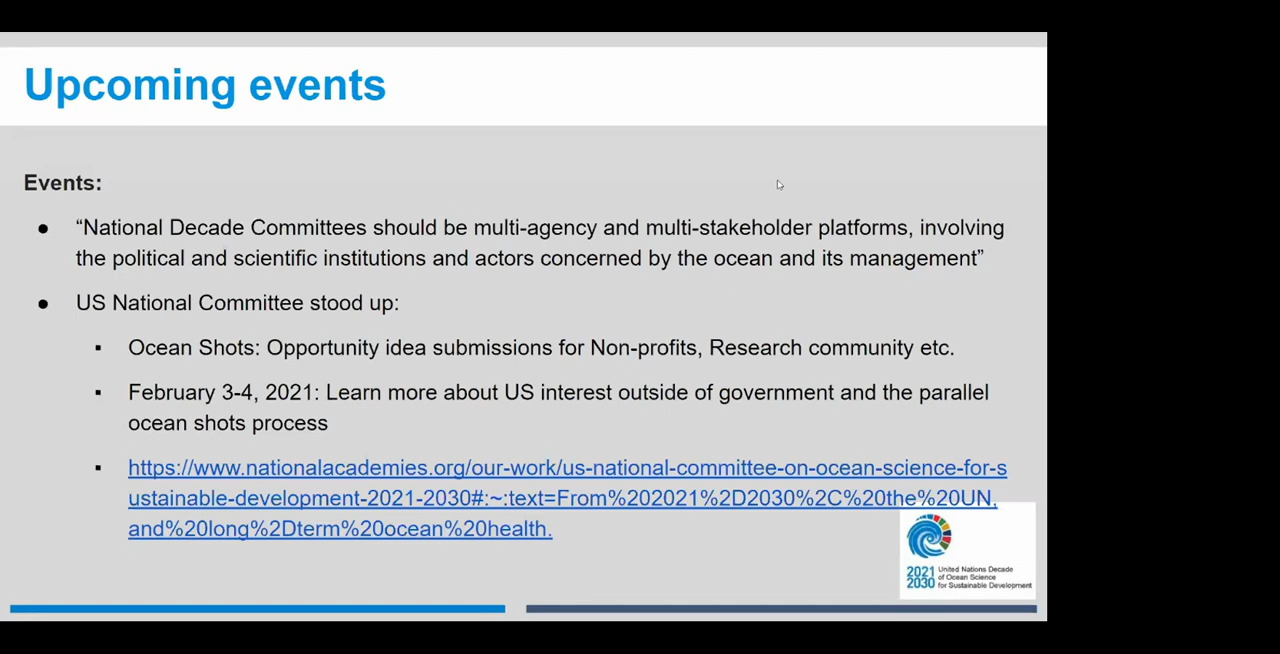 Upcoming events
Events:
● “National Decade Committees should be multi-agency and multi-stakeholder platforms, involving
the political and scientific institutions and actors concerned by the ocean and its management”
● US National Committee stood up:
▪ Ocean Shots: Opportunity idea submissions for Non-profits, Research community etc.
▪ February 3-4, 2021: Learn more about US interest outside of government and the parallel
ocean shots process
▪ https://www.nationalacademies.org/our-work/us-national-committee-on-ocean-science-for-s
ustainable-development-2021-2030#:~:text=From%202021%2D2030%2C%20the%20UN,
and%20long%2Dterm%20ocean%20health.
2021 United Nations Decade
of Ocean Science
2030 for Sustainable Development